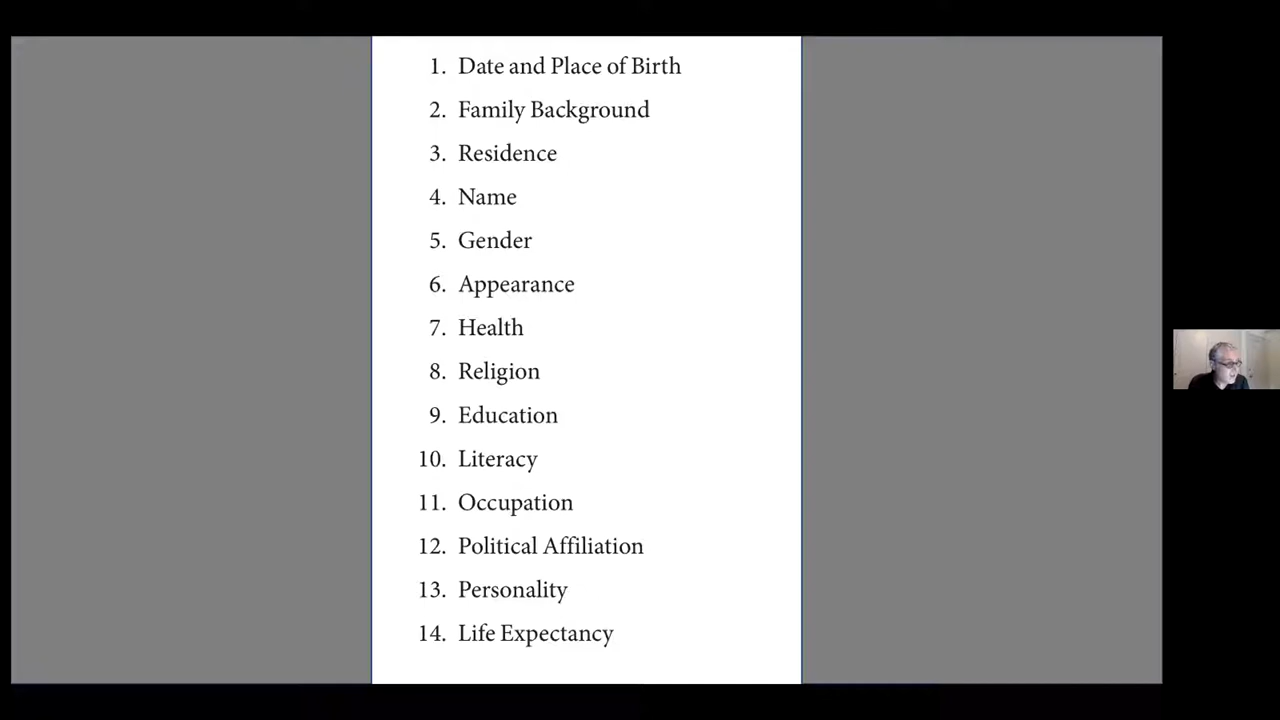 1. Date and Place of Birth
2. Family Background
3. Residence
4. Name
5. Gender
6. Appearance
7. Health
8. Religion
9. Education
10. Literacy
11. Occupation
12. Political Affiliation
13. Personality
14. Life Expectancy